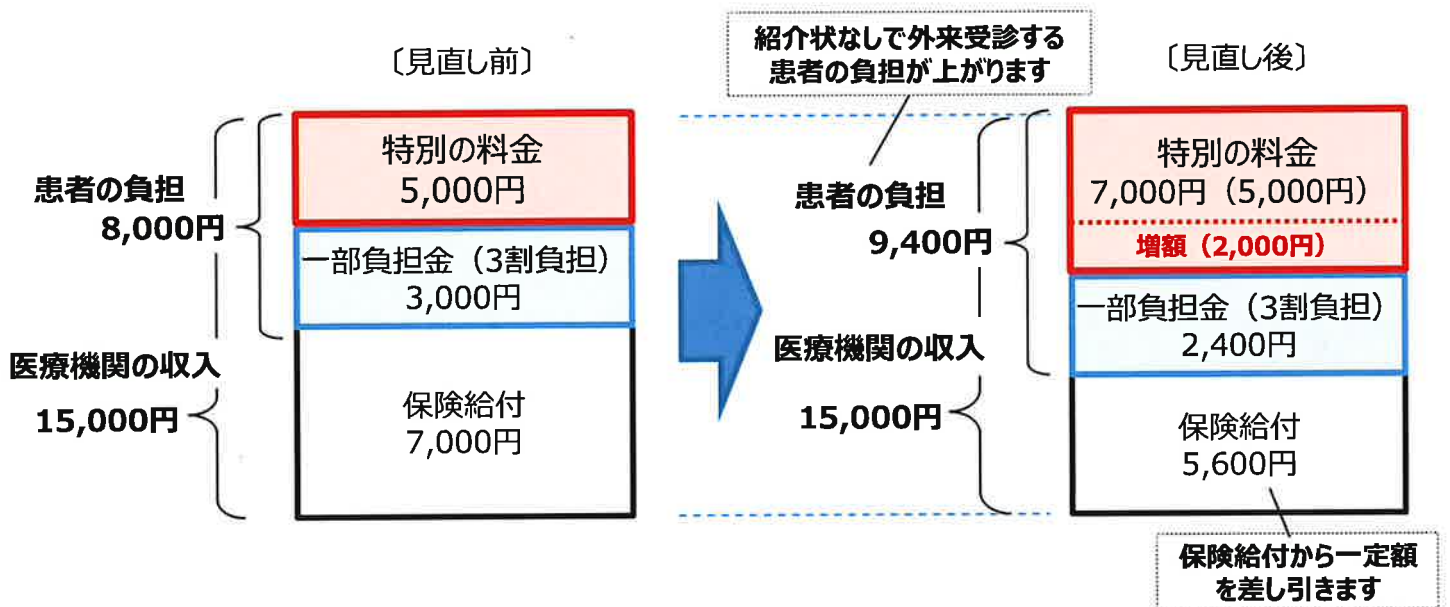 〔見直し前〕
特別の料金
5,000円
患者の負担
8,000円
一部負担金（3割負担）
3,000円
医療機関の収入
15,000円
保険給付
7,000円
紹介状なしで外来受診する
患者の負担が上がります
〔見直し後〕
特別の料金
7,000円（5,000円）
増額（2,000円）
患者の負担
9,400円
一部負担金（3割負担）
2,400円
医療機関の収入
15,000円
保険給付
5,600円
保険給付から一定額
を差し引きます